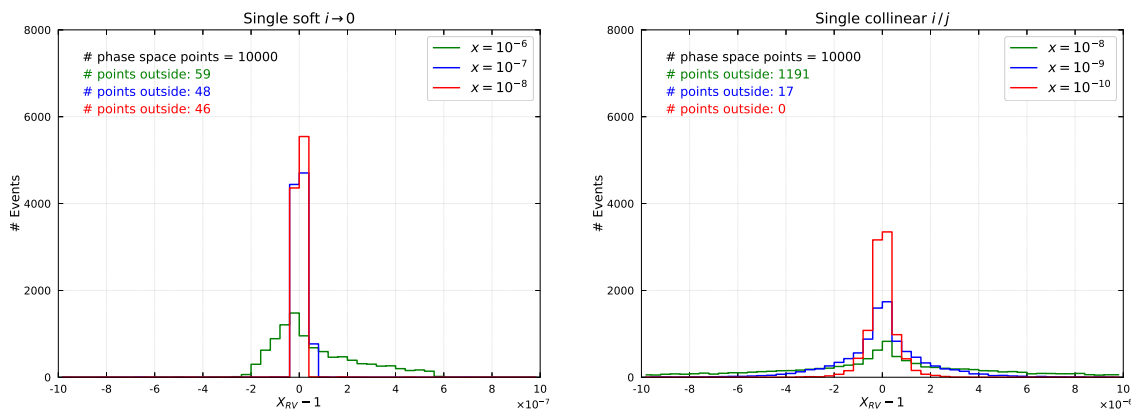 Single soft i → 0
# phase space points = 10000
# points outside: 59
# points outside: 48
# points outside: 46
x = 10⁻⁶
x = 10⁻⁷
x = 10⁻⁸
# Events
8000
6000
4000
2000
0
-10 -8 -6 -4 -2 0 2 4 6 8 10
X_{RV} − 1
×10⁻⁷
Single collinear i / j
# phase space points = 10000
# points outside: 1191
# points outside: 17
# points outside: 0
x = 10⁻⁸
x = 10⁻⁹
x = 10⁻¹⁰
# Events
8000
6000
4000
2000
0
-10 -8 -6 -4 -2 0 2 4 6 8 10
X_{RV} − 1